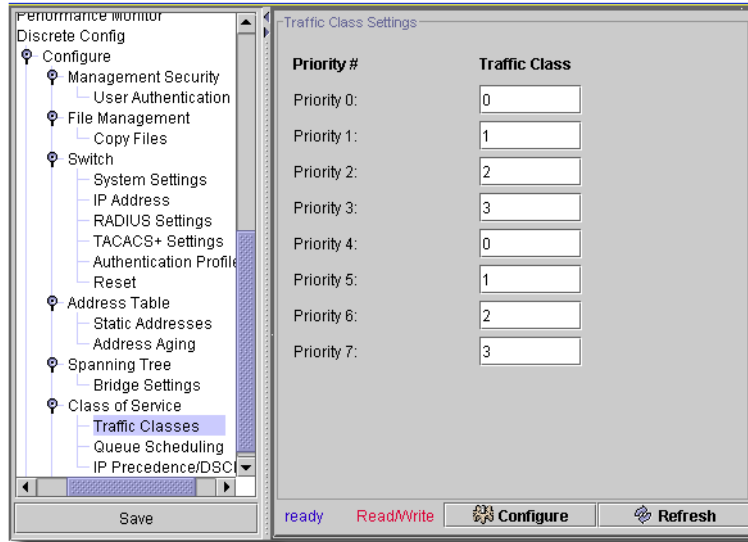 Performance Monitor
Discrete Config
Configure
Management Security
User Authentication
File Management
Copy Files
Switch
System Settings
IP Address
RADIUS Settings
TACACS+ Settings
Authentication Profile
Reset
Address Table
Static Addresses
Address Aging
Spanning Tree
Bridge Settings
Class of Service
Traffic Classes
Queue Scheduling
IP Precedence/DSC
Save
Traffic Class Settings
Priority # Traffic Class
Priority 0: 0
Priority 1: 1
Priority 2: 2
Priority 3: 3
Priority 4: 0
Priority 5: 1
Priority 6: 2
Priority 7: 3
ready Read/Write Configure Refresh